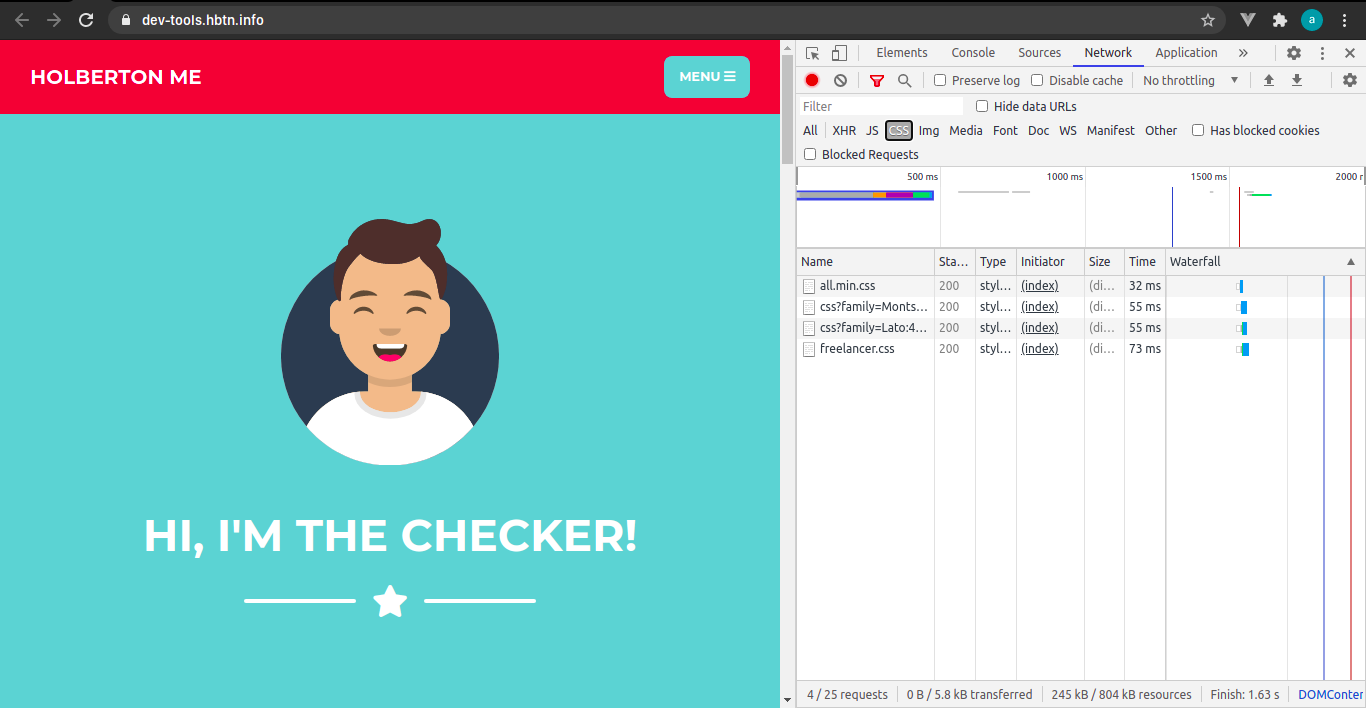 dev-tools.hbtn.info
a
HOLBERTON ME
MENU
HI, I'M THE CHECKER!
Elements Console Sources Network Application »
Preserve log Disable cache No throttling
Filter Hide data URLs
All XHR JS CSS Img Media Font Doc WS Manifest Other Has blocked cookies
Blocked Requests
500 ms 1000 ms 1500 ms 2000 r
Name Sta... Type Initiator Size Time Waterfall
all.min.css 200 styl... (index) (di... 32 ms
css?family=Monts... 200 styl... (index) (di... 55 ms
css?family=Lato:4... 200 styl... (index) (di... 55 ms
freelancer.css 200 styl... (index) (di... 73 ms
4 / 25 requests 0 B / 5.8 kB transferred 245 kB / 804 kB resources Finish: 1.63 s DOMConter